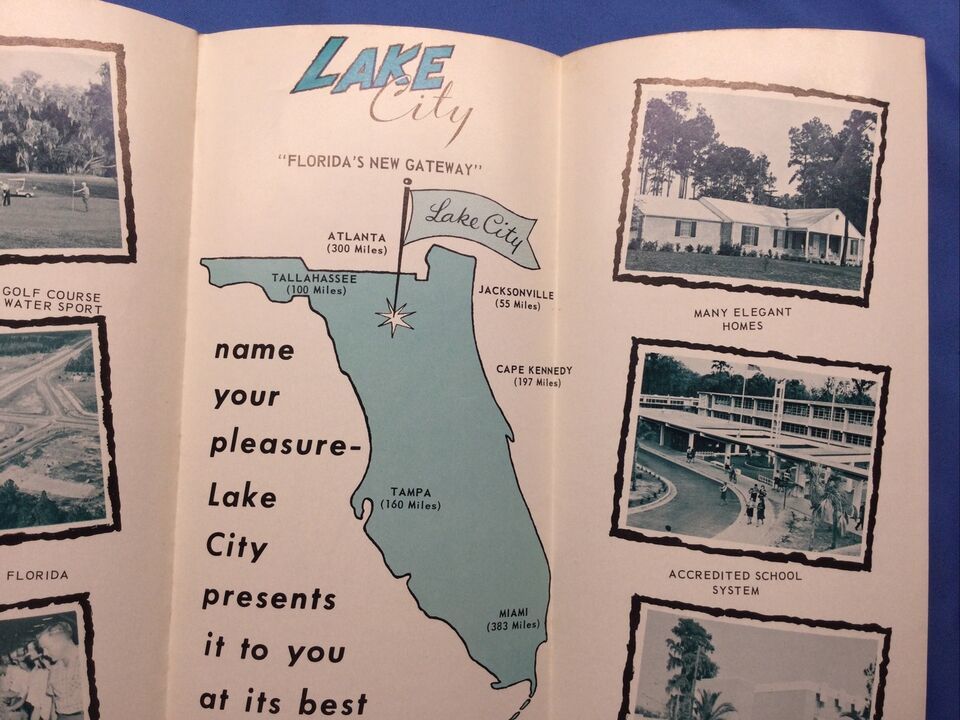 GOLF COURSE
WATER SPORT
FLORIDA
LAKE
City
"FLORIDA'S NEW GATEWAY"
Lake City
ATLANTA
(300 Miles)
TALLAHASSEE
(100 Miles)
JACKSONVILLE
(55 Miles)
CAPE KENNEDY
(197 Miles)
TAMPA
(160 Miles)
MIAMI
(383 Miles)
name
your
pleasure-
Lake
City
presents
it to you
at its best
MANY ELEGANT
HOMES
ACCREDITED SCHOOL
SYSTEM